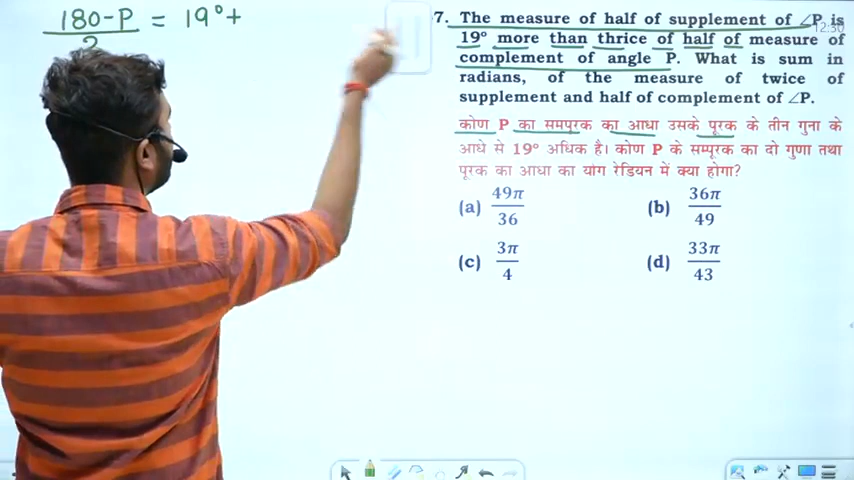 180-P = 19° +
2
7. The measure of half of supplement of ∠P is
19° more than thrice of half of measure of
complement of angle P. What is sum in
radians, of the measure of twice of
supplement and half of complement of ∠P.
कोण P का समपूरक का आधा उसके पूरक के तीन गुना के
आधे से 19° अधिक है। कोण P के सम्पूरक का दो गुणा तथा
पूरक का आधा का यांग रेडियन में क्या होगा?
(a) 49π/36 (b) 36π/49
(c) 3π/4 (d) 33π/43